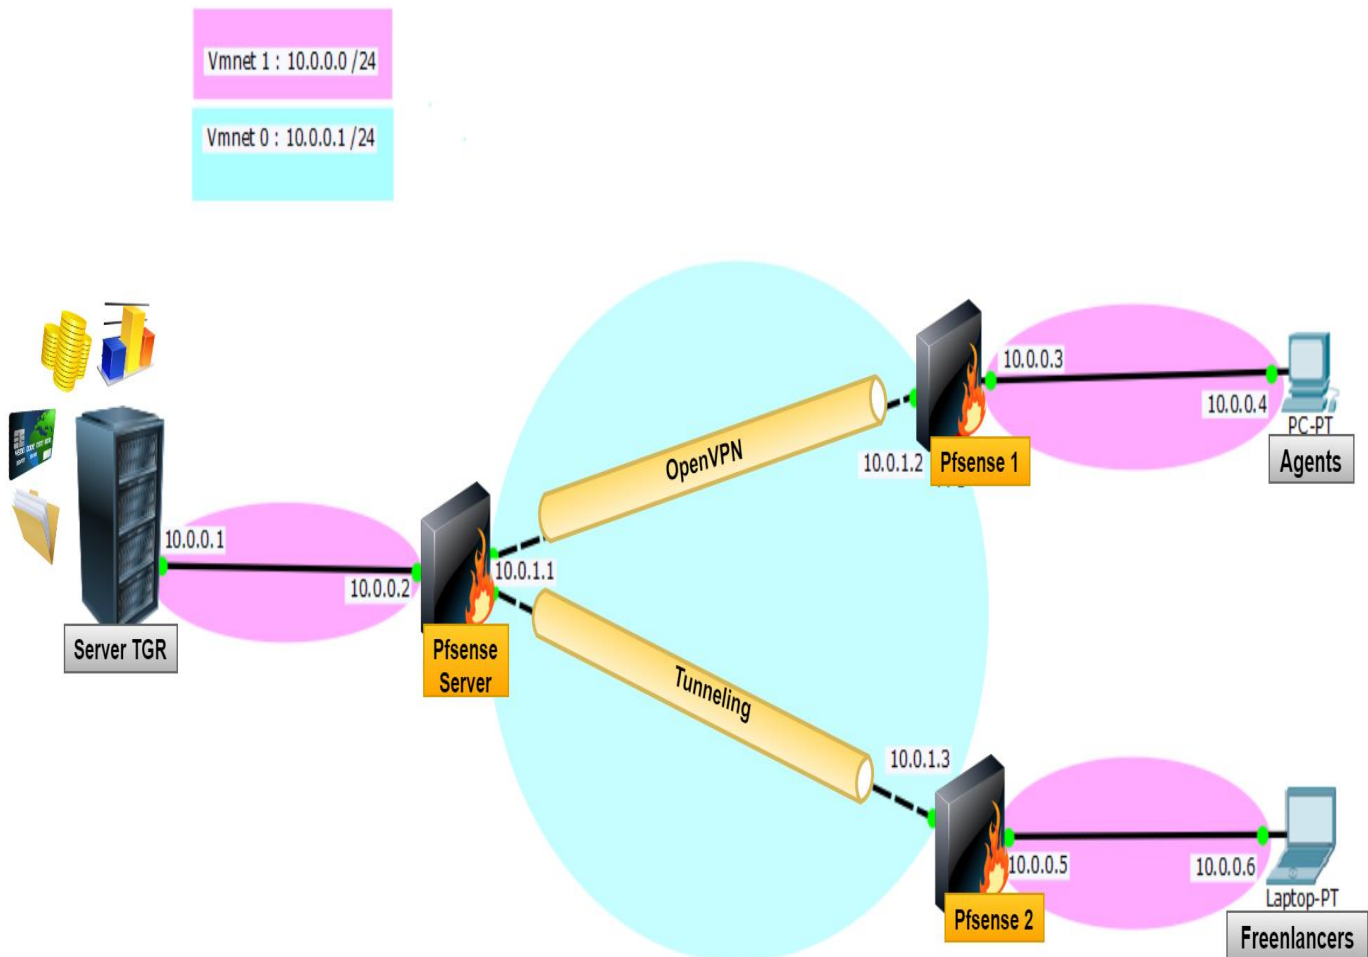 Vmnet 1 : 10.0.0.0 /24
Vmnet 0 : 10.0.0.1 /24
10.0.0.3
10.0.0.4
PC-PT
Agents
OpenVPN
10.0.1.2
Pfsense 1
10.0.0.1
10.0.0.2
10.0.1.1
Server TGR
Pfsense
Server
Tunneling
10.0.1.3
10.0.0.5
10.0.0.6
Laptop-PT
Pfsense 2
Freenlancers